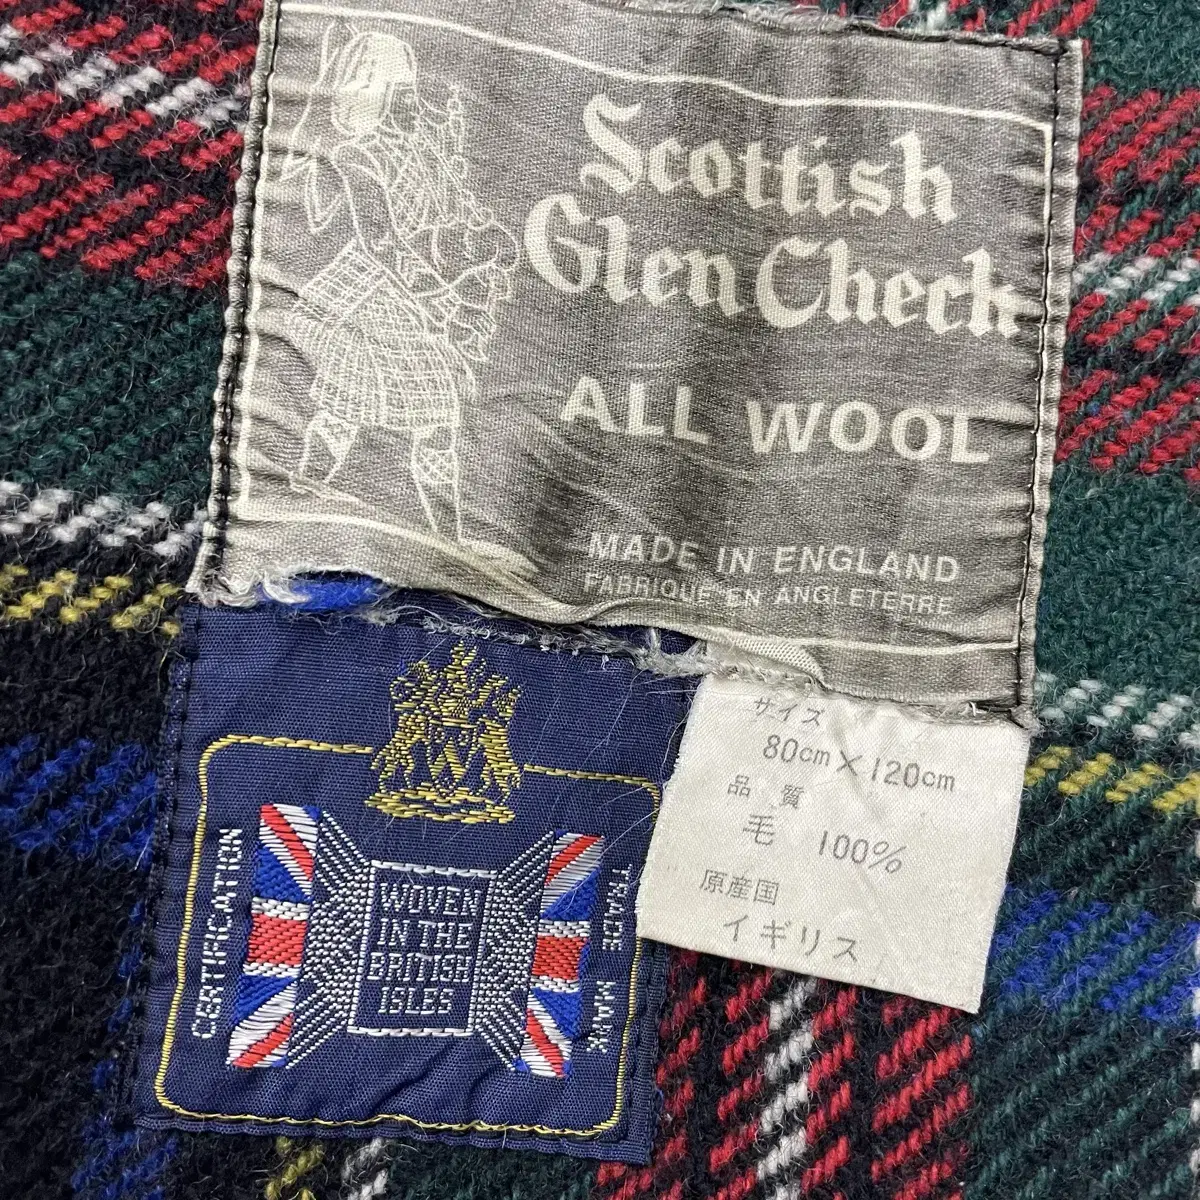 Scottish
Glen Check
ALL WOOL
MADE IN ENGLAND
FABRIQUE EN ANGLETERRE
CERTIFICATION
WOVEN
IN THE
BRITISH
ISLES
TRADE MARK
サイズ
80cm×120cm
品 質
毛 100%
原産国
イギリス